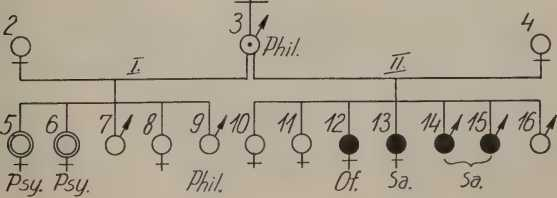 2 3 4
Phil.
I. II.
5 6 7 8 9 10 11 12 13 14 15 16
Psy. Psy. Phil. Of. Sa. Sa.